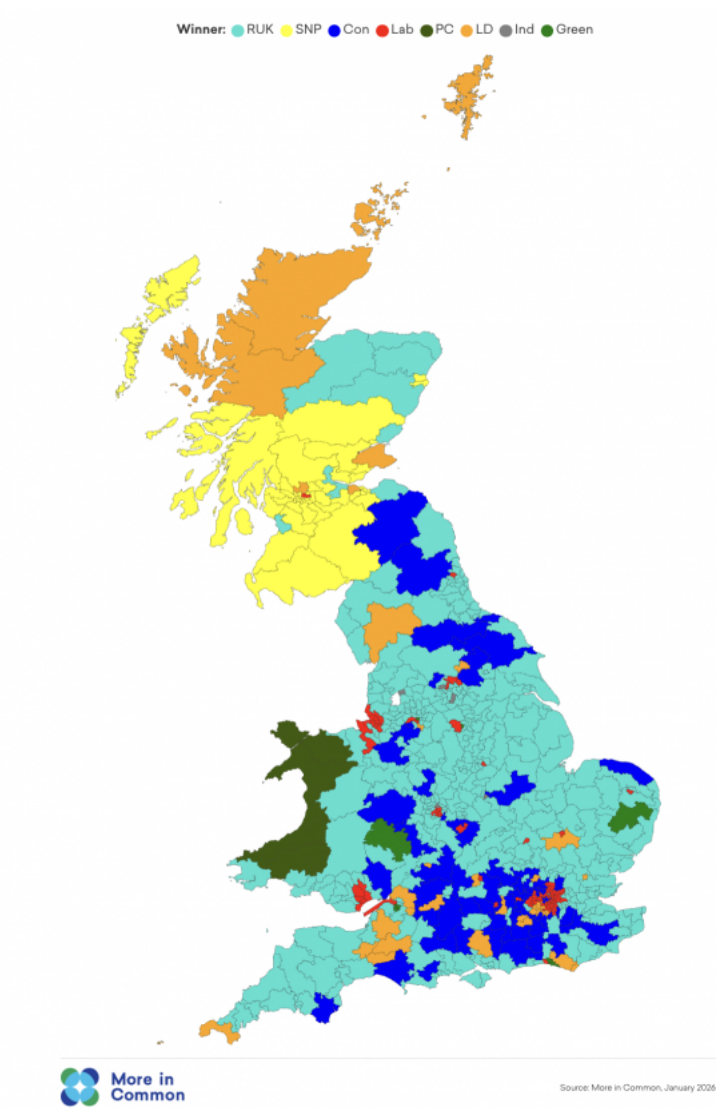 Winner: RUK SNP Con Lab PC LD Ind Green
More in
Common
Source: More in Common, January 2026